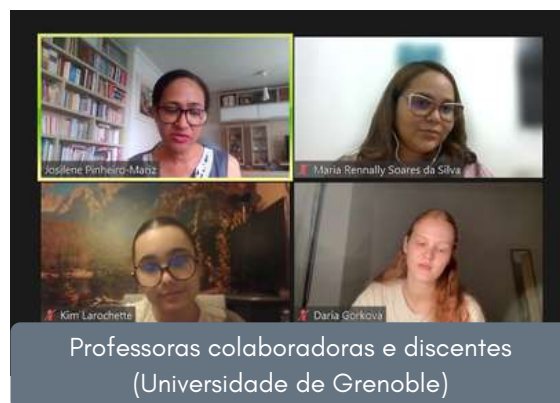 Josilene Pinheiro-Mariz
Maria Rennally Soares da Silva
Kim Larochette
Daria Gorkova
Professoras colaboradoras e discentes
(Universidade de Grenoble)